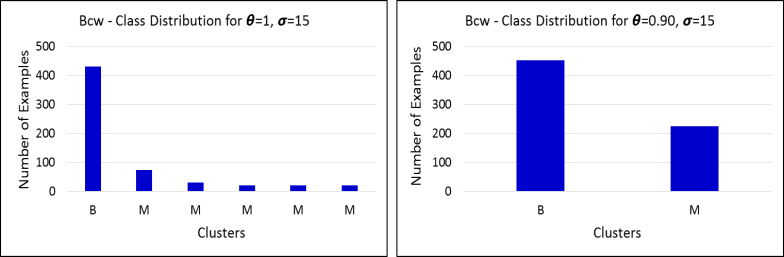 Bcw - Class Distribution for θ=1, σ=15
500
400
300
200
100
0
Number of Examples
B M M M M M
Clusters
Bcw - Class Distribution for θ=0.90, σ=15
500
400
300
200
100
0
Number of Examples
B M
Clusters